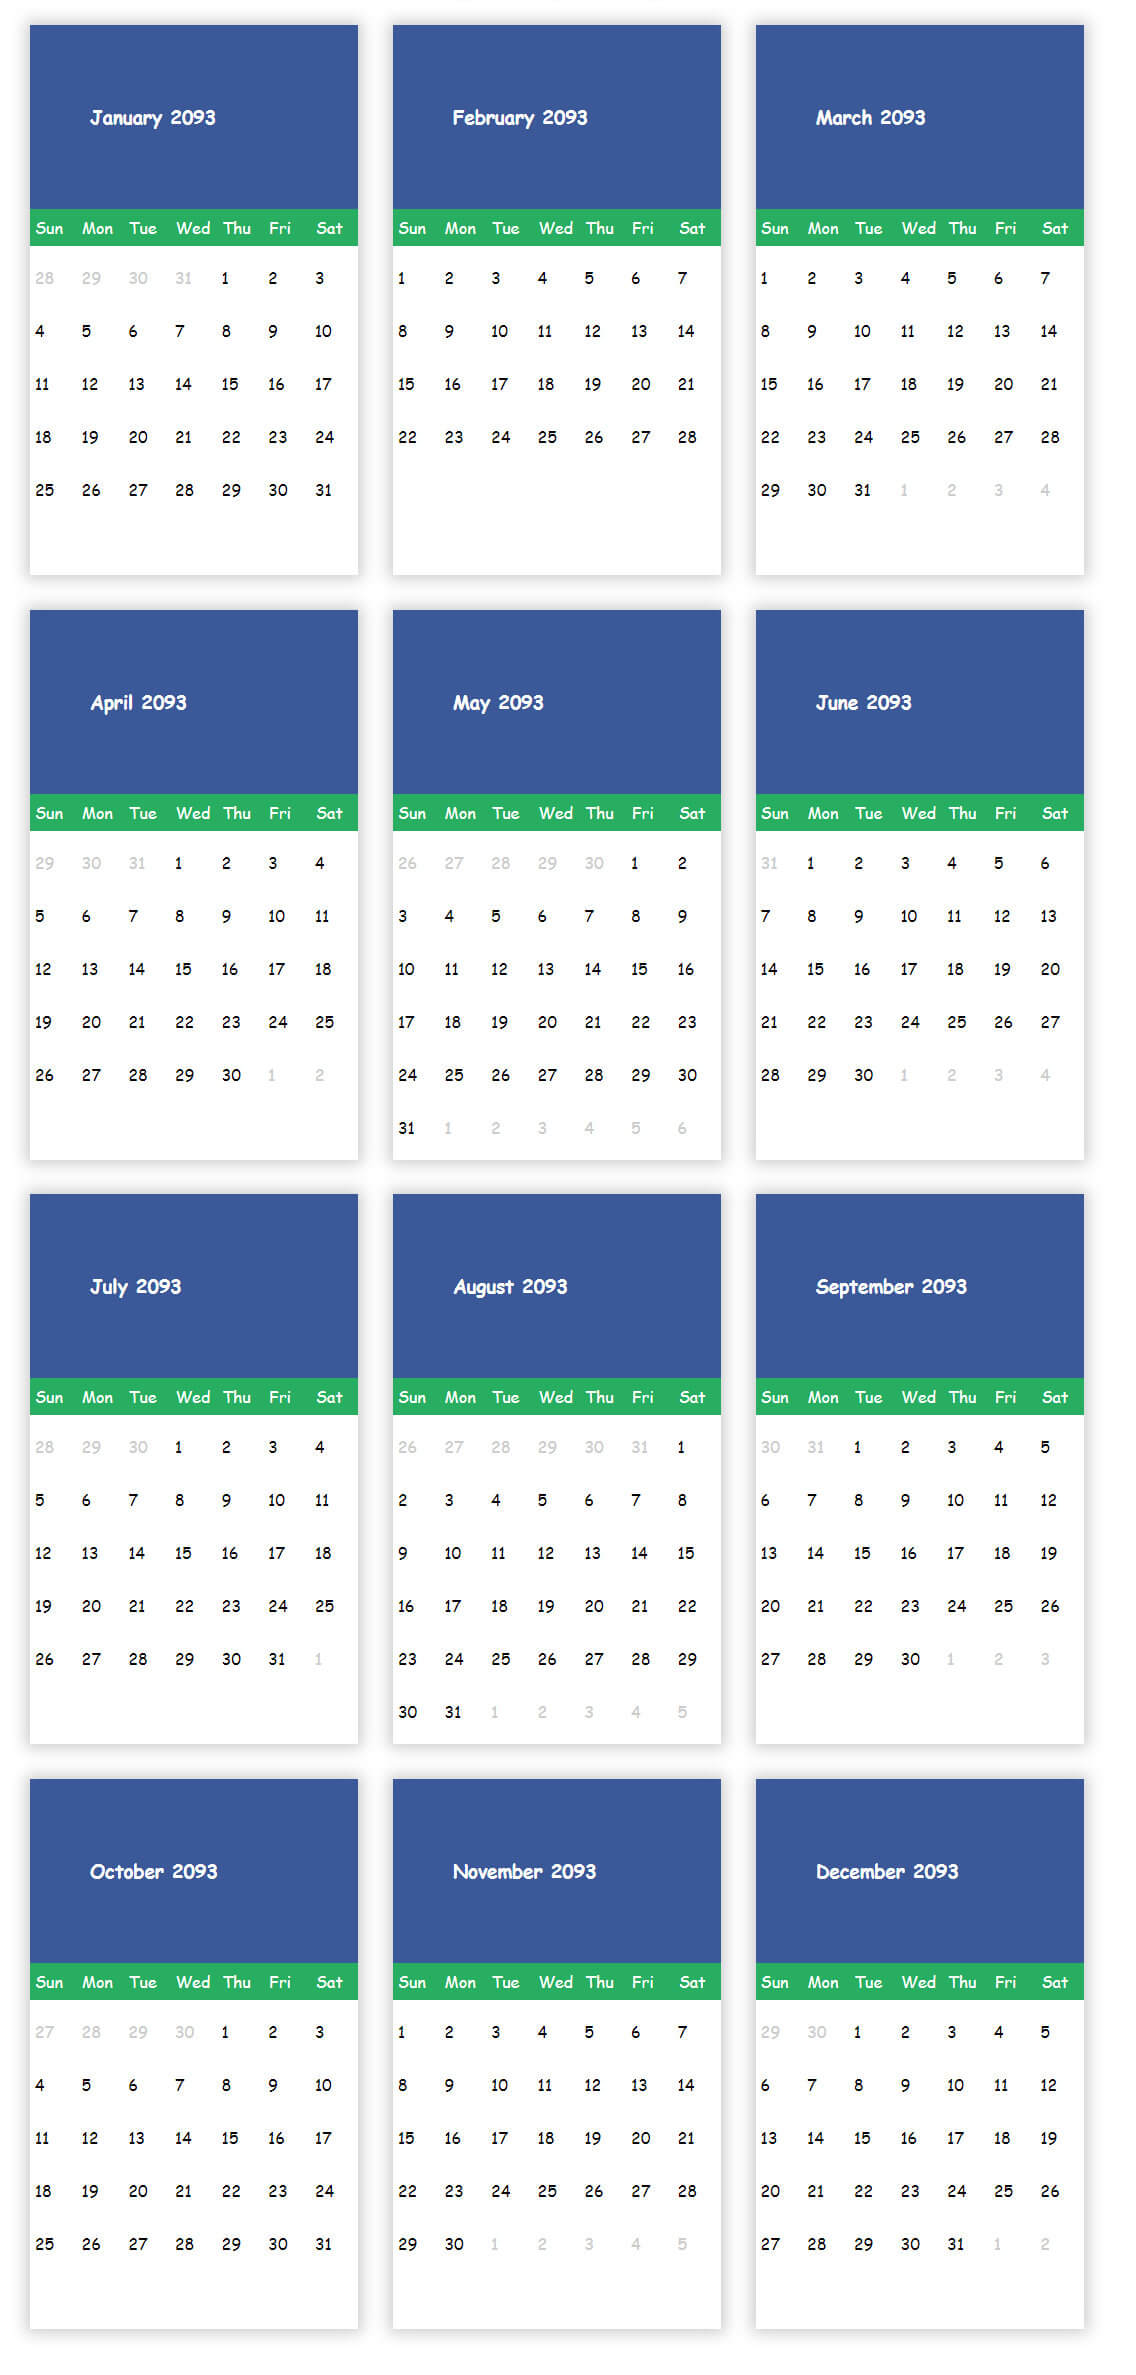 January 2093
Sun Mon Tue Wed Thu Fri Sat
28 29 30 31 1 2 3
4 5 6 7 8 9 10
11 12 13 14 15 16 17
18 19 20 21 22 23 24
25 26 27 28 29 30 31
February 2093
Sun Mon Tue Wed Thu Fri Sat
1 2 3 4 5 6 7
8 9 10 11 12 13 14
15 16 17 18 19 20 21
22 23 24 25 26 27 28
March 2093
Sun Mon Tue Wed Thu Fri Sat
1 2 3 4 5 6 7
8 9 10 11 12 13 14
15 16 17 18 19 20 21
22 23 24 25 26 27 28
29 30 31 1 2 3 4
April 2093
Sun Mon Tue Wed Thu Fri Sat
29 30 31 1 2 3 4
5 6 7 8 9 10 11
12 13 14 15 16 17 18
19 20 21 22 23 24 25
26 27 28 29 30 1 2
May 2093
Sun Mon Tue Wed Thu Fri Sat
26 27 28 29 30 1 2
3 4 5 6 7 8 9
10 11 12 13 14 15 16
17 18 19 20 21 22 23
24 25 26 27 28 29 30
31 1 2 3 4 5 6
June 2093
Sun Mon Tue Wed Thu Fri Sat
31 1 2 3 4 5 6
7 8 9 10 11 12 13
14 15 16 17 18 19 20
21 22 23 24 25 26 27
28 29 30 1 2 3 4
July 2093
Sun Mon Tue Wed Thu Fri Sat
28 29 30 1 2 3 4
5 6 7 8 9 10 11
12 13 14 15 16 17 18
19 20 21 22 23 24 25
26 27 28 29 30 31 1
August 2093
Sun Mon Tue Wed Thu Fri Sat
26 27 28 29 30 31 1
2 3 4 5 6 7 8
9 10 11 12 13 14 15
16 17 18 19 20 21 22
23 24 25 26 27 28 29
30 31 1 2 3 4 5
September 2093
Sun Mon Tue Wed Thu Fri Sat
30 31 1 2 3 4 5
6 7 8 9 10 11 12
13 14 15 16 17 18 19
20 21 22 23 24 25 26
27 28 29 30 1 2 3
October 2093
Sun Mon Tue Wed Thu Fri Sat
27 28 29 30 1 2 3
4 5 6 7 8 9 10
11 12 13 14 15 16 17
18 19 20 21 22 23 24
25 26 27 28 29 30 31
November 2093
Sun Mon Tue Wed Thu Fri Sat
1 2 3 4 5 6 7
8 9 10 11 12 13 14
15 16 17 18 19 20 21
22 23 24 25 26 27 28
29 30 1 2 3 4 5
December 2093
Sun Mon Tue Wed Thu Fri Sat
29 30 1 2 3 4 5
6 7 8 9 10 11 12
13 14 15 16 17 18 19
20 21 22 23 24 25 26
27 28 29 30 31 1 2